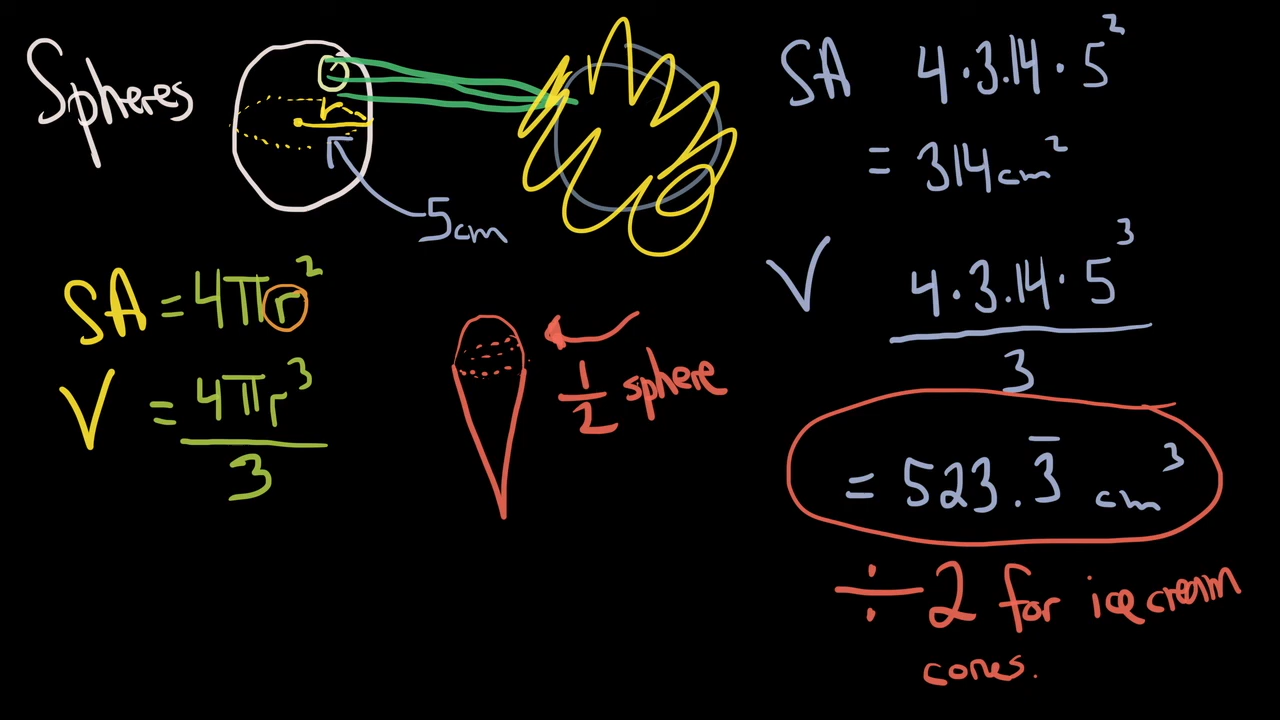 Spheres
r
5cm
SA = 4πr²
V = 4πr³
3
1
2 sphere
SA 4·3.14·5²
= 314cm²
V 4·3.14·5³
3
= 523.3̅ cm³
÷ 2 for ice cream
cones.